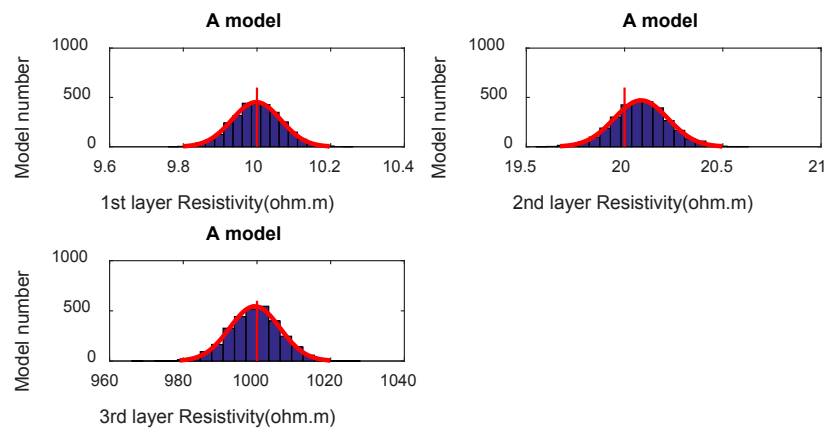 A model
1000
500
0
9.6 9.8 10 10.2 10.4
Model number
1st layer Resistivity(ohm.m)
A model
1000
500
0
19.5 20 20.5 21
Model number
2nd layer Resistivity(ohm.m)
A model
1000
500
0
960 980 1000 1020 1040
Model number
3rd layer Resistivity(ohm.m)